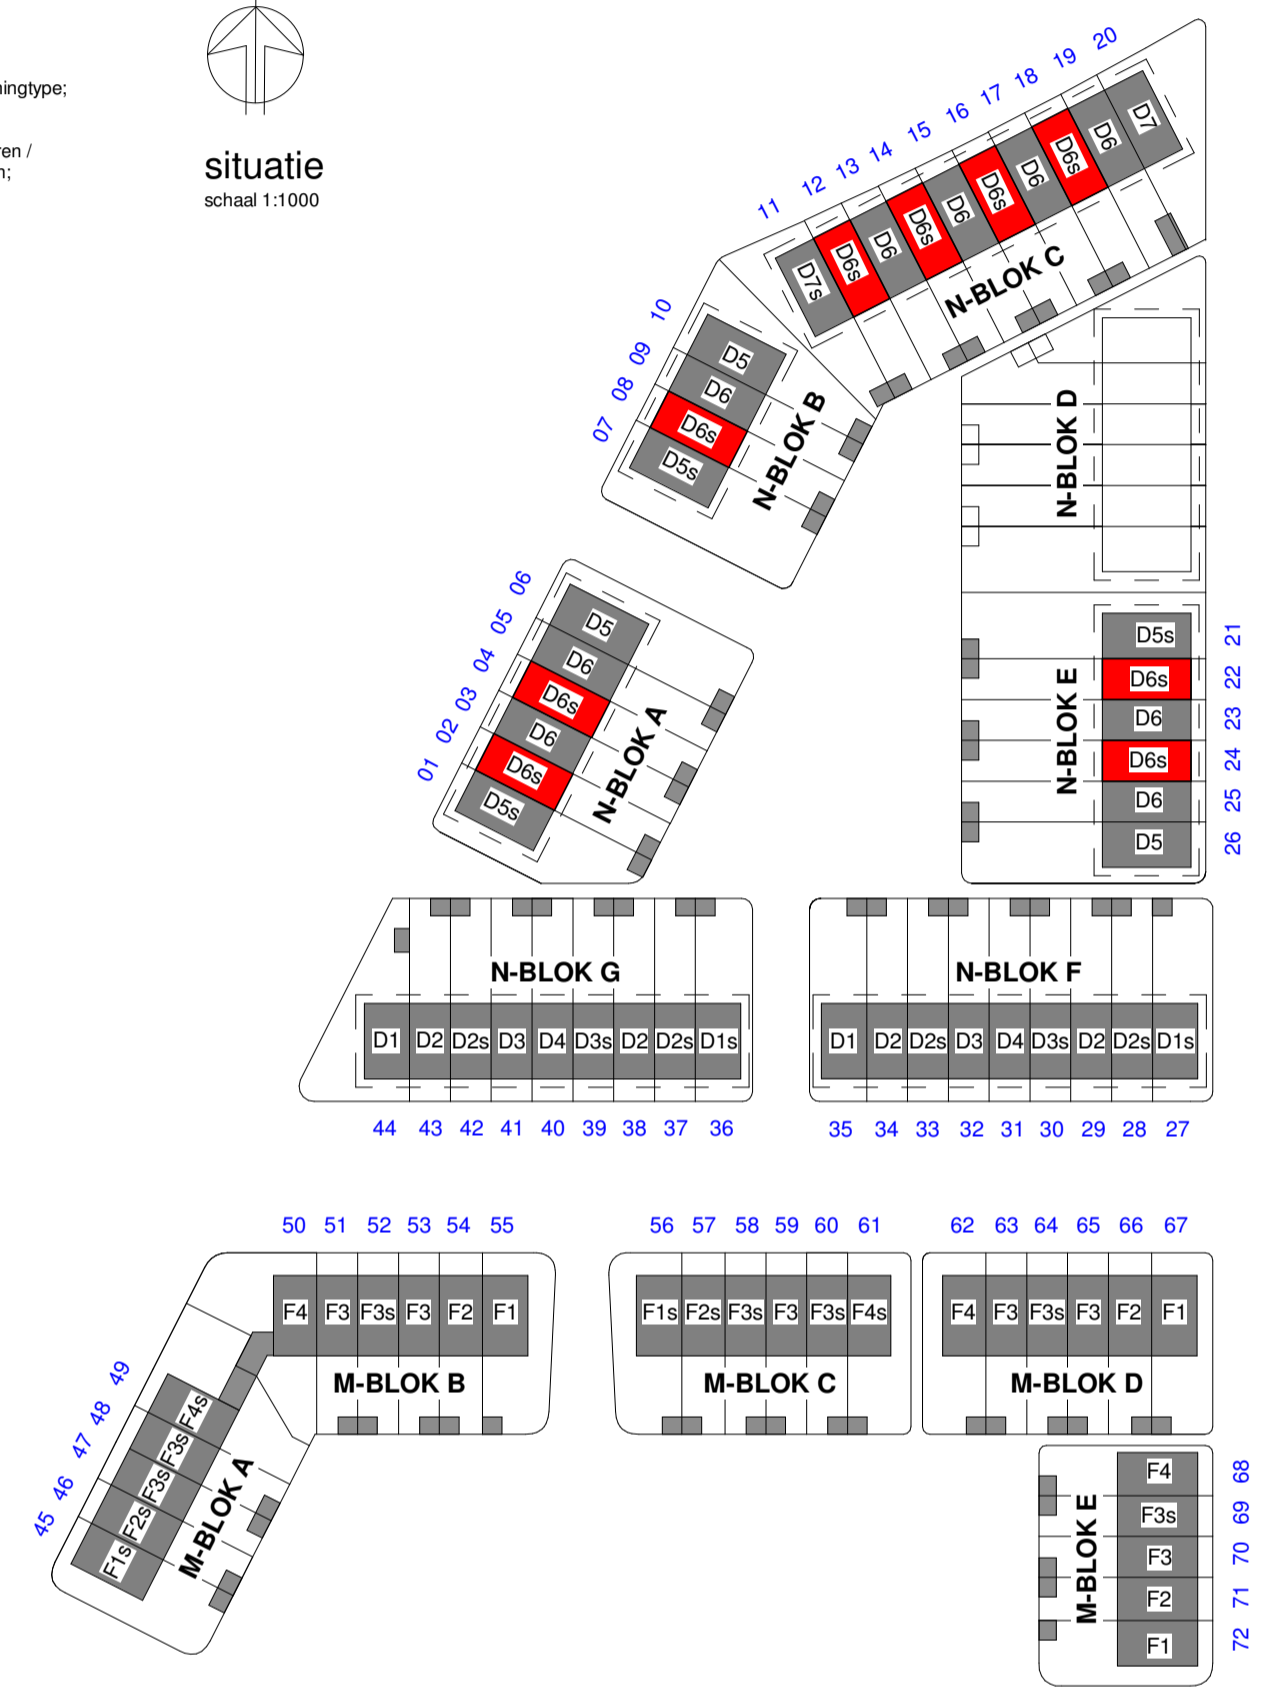 ningtype;
ren /
n;
situatie
schaal 1:1000
11
12
13
14
15
16
17
18
19
20
D7s
D6s
D6
D6s
D6
D6s
D6
D6s
D6
D7
N-BLOK C
10
09
08
07
D5
D6
D6s
D5s
N-BLOK B
N-BLOK D
06
05
04
03
02
01
D5
D6
D6s
D6
D6s
D5s
N-BLOK A
N-BLOK E
D5s
D6s
D6
D6s
D6
D5
21
22
23
24
25
26
N-BLOK G
D1 D2 D2s D3 D4 D3s D2 D2s D1s
44 43 42 41 40 39 38 37 36
N-BLOK F
D1 D2 D2s D3 D4 D3s D2 D2s D1s
35 34 33 32 31 30 29 28 27
50 51 52 53 54 55
F4 F3 F3s F3 F2 F1
M-BLOK B
56 57 58 59 60 61
F1s F2s F3s F3 F3s F4s
M-BLOK C
62 63 64 65 66 67
F4 F3 F3s F3 F2 F1
M-BLOK D
49
48
47
46
45
F4s
F3s
F3s
F2s
F1s
M-BLOK A
M-BLOK E
F4
F3s
F3
F2
F1
68
69
70
71
72